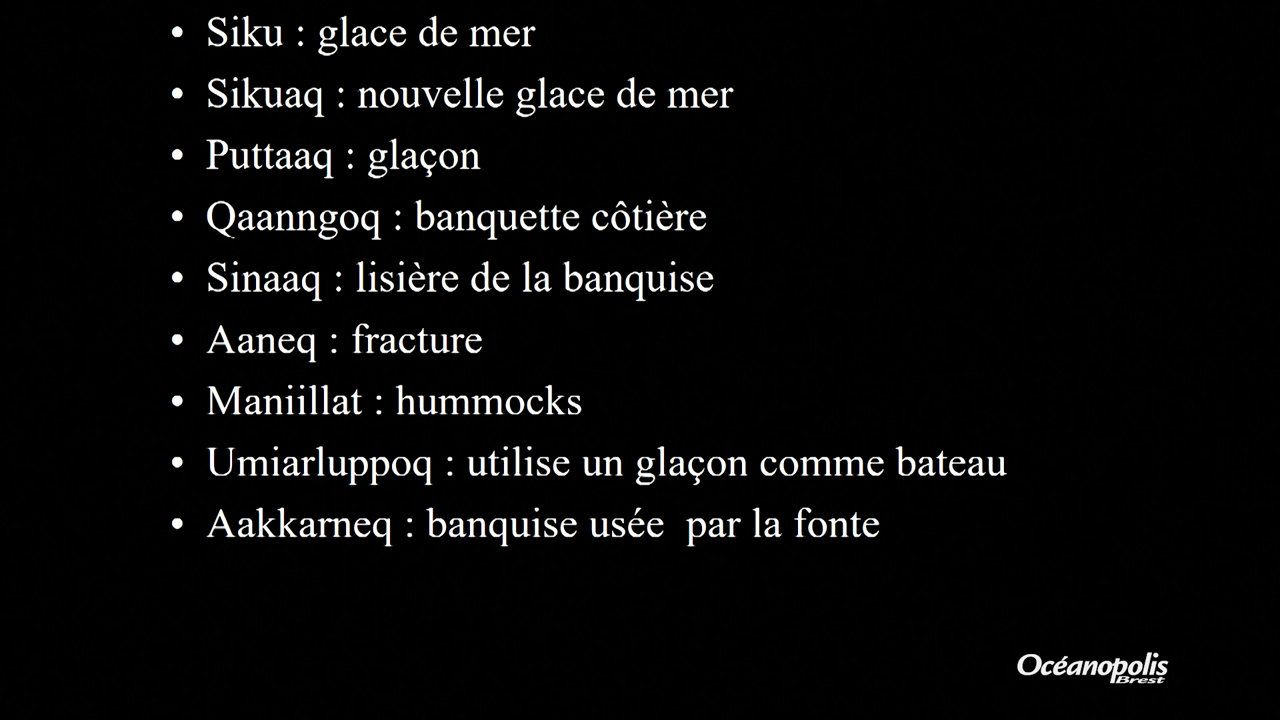 • Siku : glace de mer
• Sikuaq : nouvelle glace de mer
• Puttaaq : glaçon
• Qaanngoq : banquette côtière
• Sinaaq : lisière de la banquise
• Aaneq : fracture
• Maniillat : hummocks
• Umiarluppoq : utilise un glaçon comme bateau
• Aakkarneq : banquise usée  par la fonte
Océanopolis
Brest